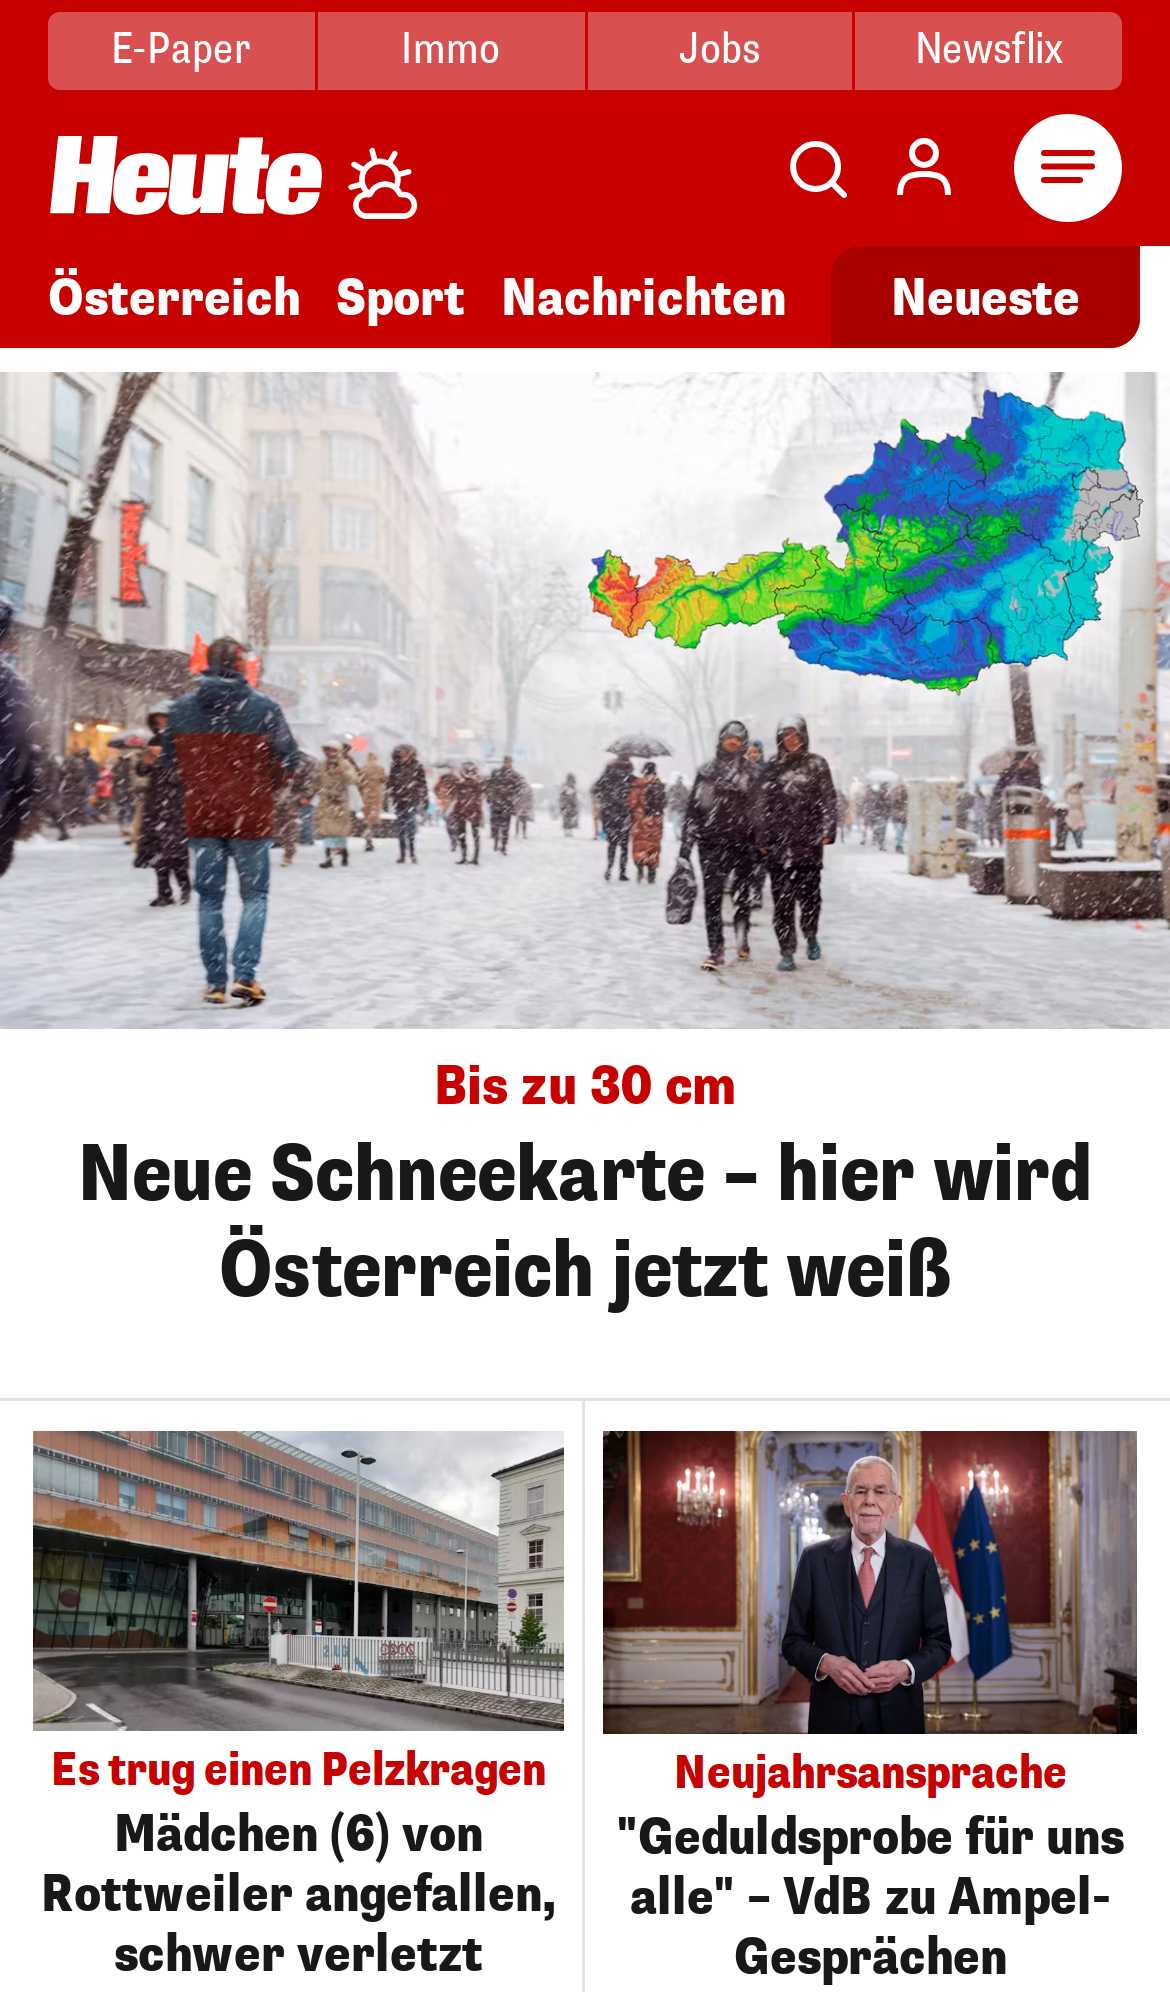 E-Paper
Immo
Jobs
Newsflix
Heute
Österreich
Sport
Nachrichten
Neueste
Bis zu 30 cm
Neue Schneekarte – hier wird
Österreich jetzt weiß
Es trug einen Pelzkragen
Mädchen (6) von
Rottweiler angefallen,
schwer verletzt
Neujahrsansprache
"Geduldsprobe für uns
alle" – VdB zu Ampel-
Gesprächen